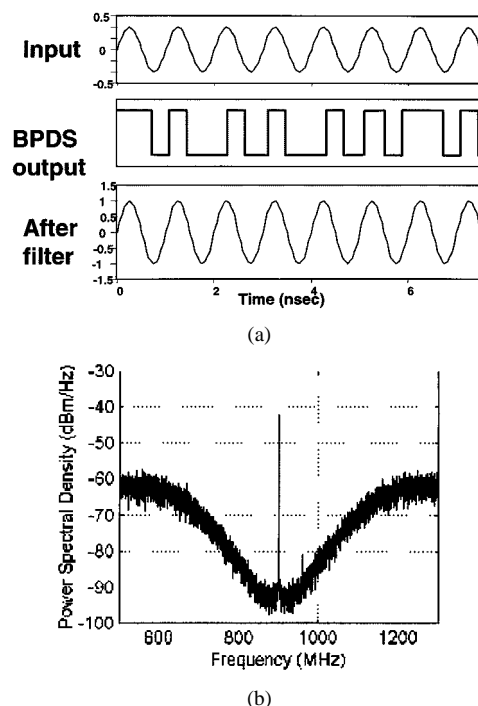 0.5
Input
0
-0.5
BPDS
output
1.5
1
After
0.5
filter
0
-0.5
-1
-1.5
0 2 4 6
Time (nsec)
(a)
Power Spectral Density (dBm/Hz)
-30
-40
-50
-60
-70
-80
-90
-100
600 800 1000 1200
Frequency (MHz)
(b)